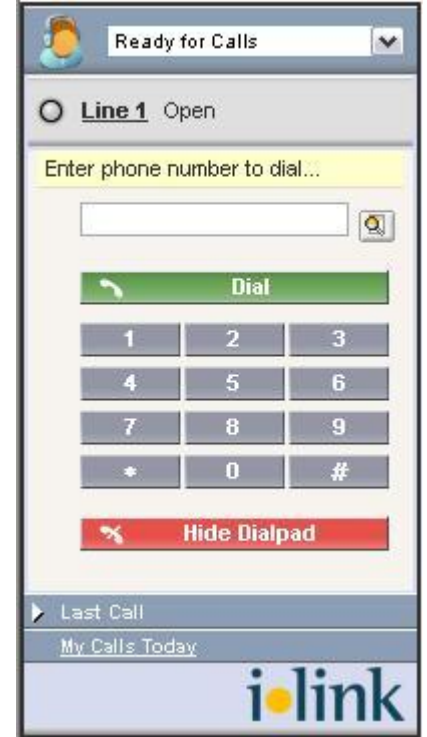 Ready for Calls
Line 1 Open
Enter phone number to dial...
Dial
1 2 3
4 5 6
7 8 9
* 0 #
Hide Dialpad
Last Call
My Calls Today
i•link